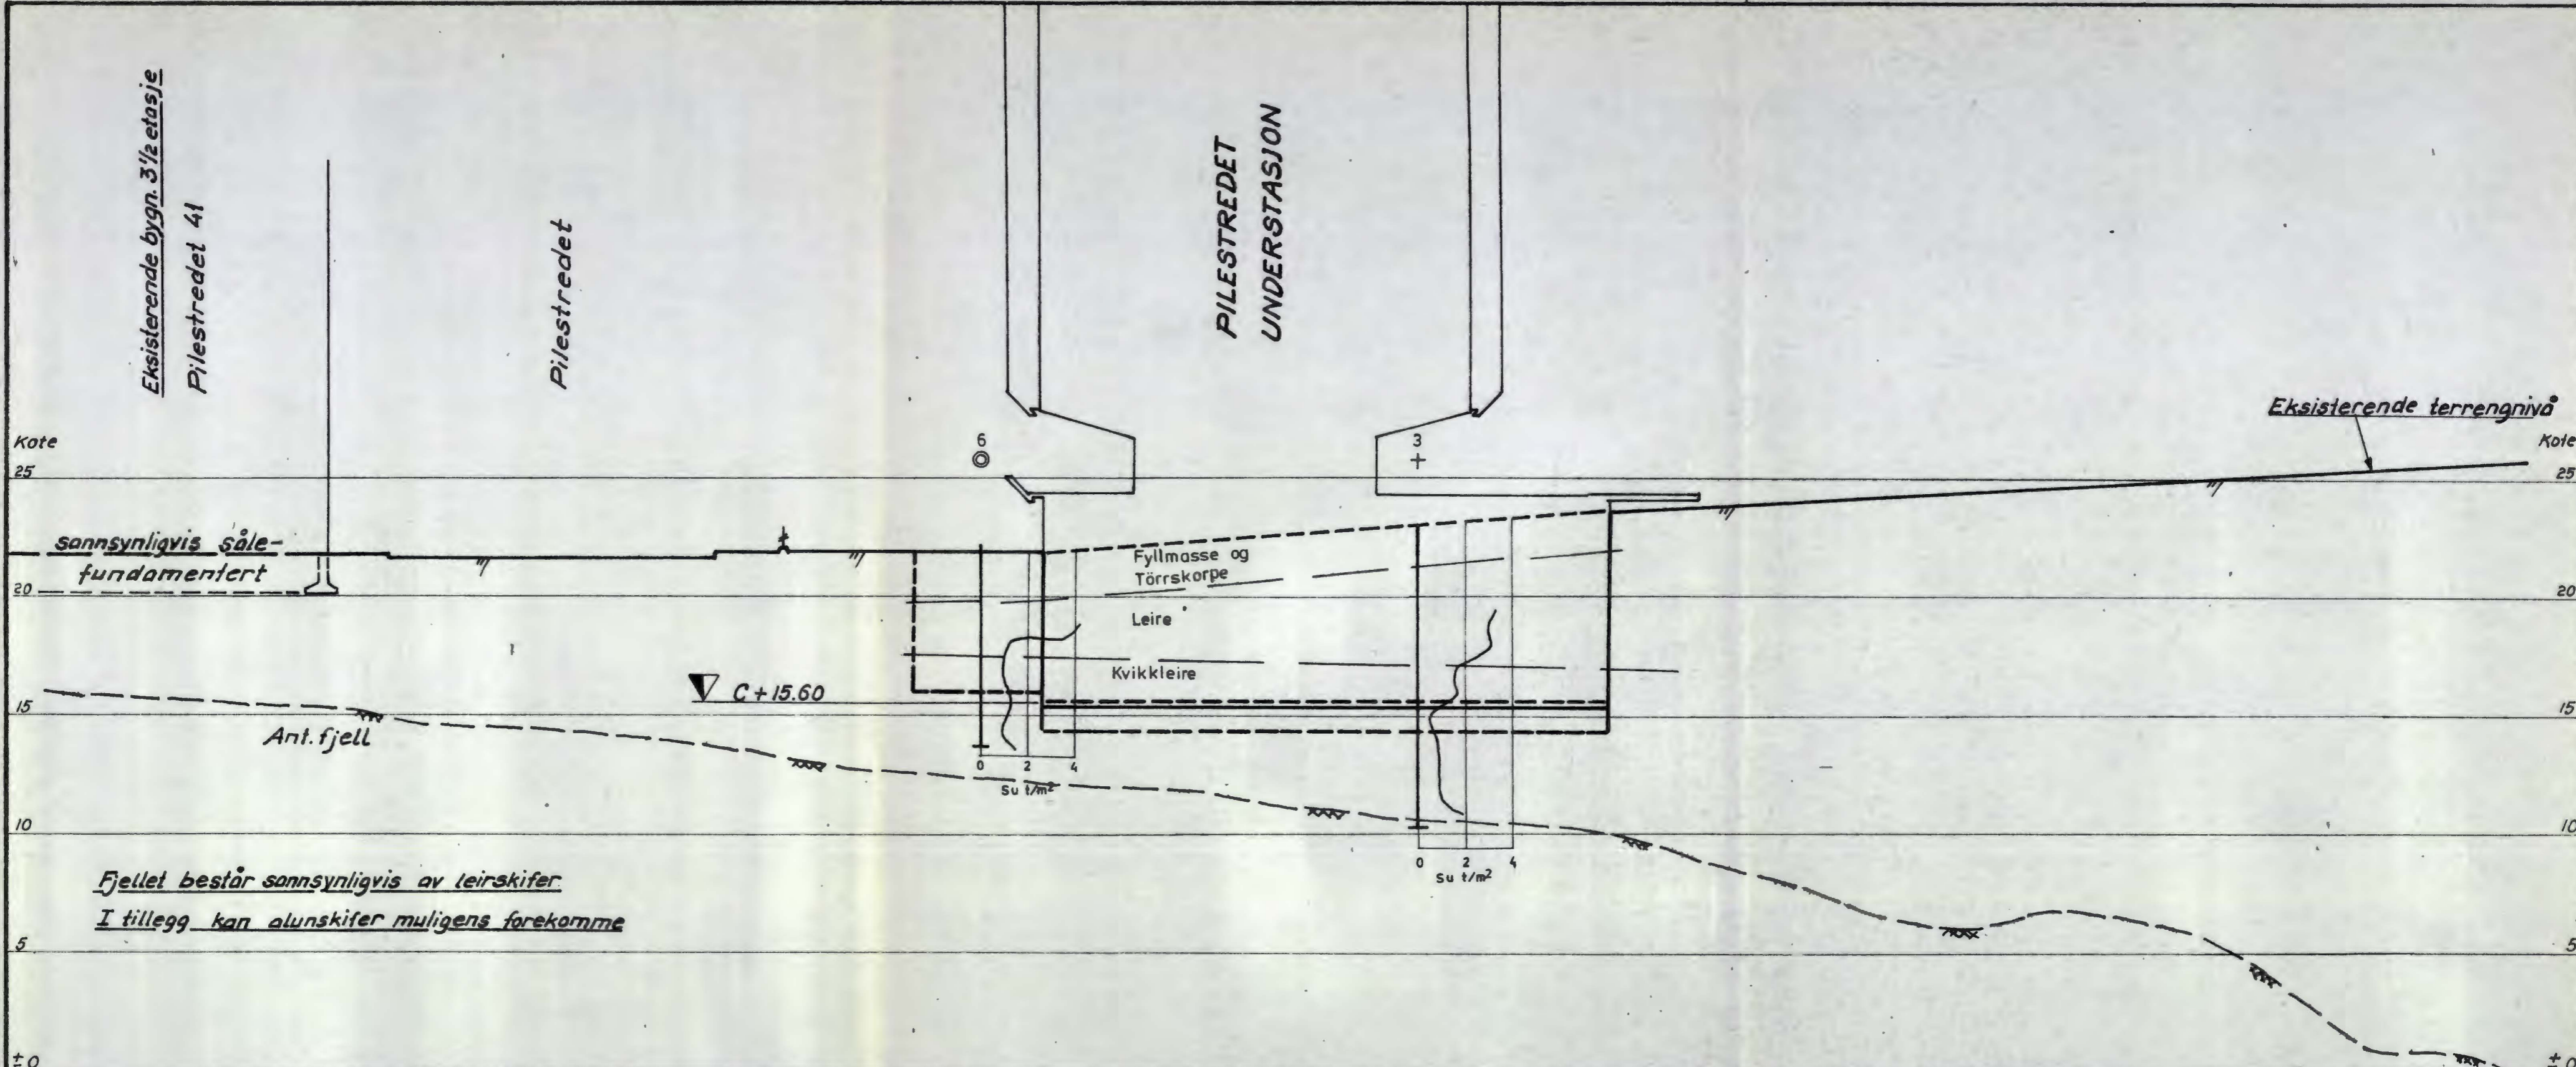 Eksisterende bygn. 3 1/2 etasje
Pilestredet 41
Pilestredet
PILESTREDET
UNDERSTASJON
Eksisterende terrengnivå
Kote
Kote
6
3
25
25
sannsynligvis såle-
fundamentert
Fyllmasse og
Törrskorpe
20
20
Leire
Kvikkleire
C+15.60
15
15
Ant. fjell
0 2 4
Su t/m²
10
10
0 2 4
Su t/m²
Fjellet består sannsynligvis av leirskifer
I tillegg kan alunskifer muligens forekomme
5
5
±0
±0